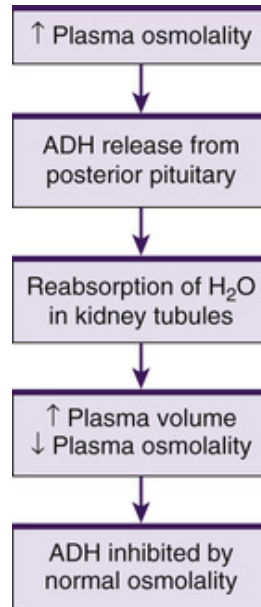 ↑ Plasma osmolality
ADH release from
posterior pituitary
Reabsorption of H₂O
in kidney tubules
↑ Plasma volume
↓ Plasma osmolality
ADH inhibited by
normal osmolality